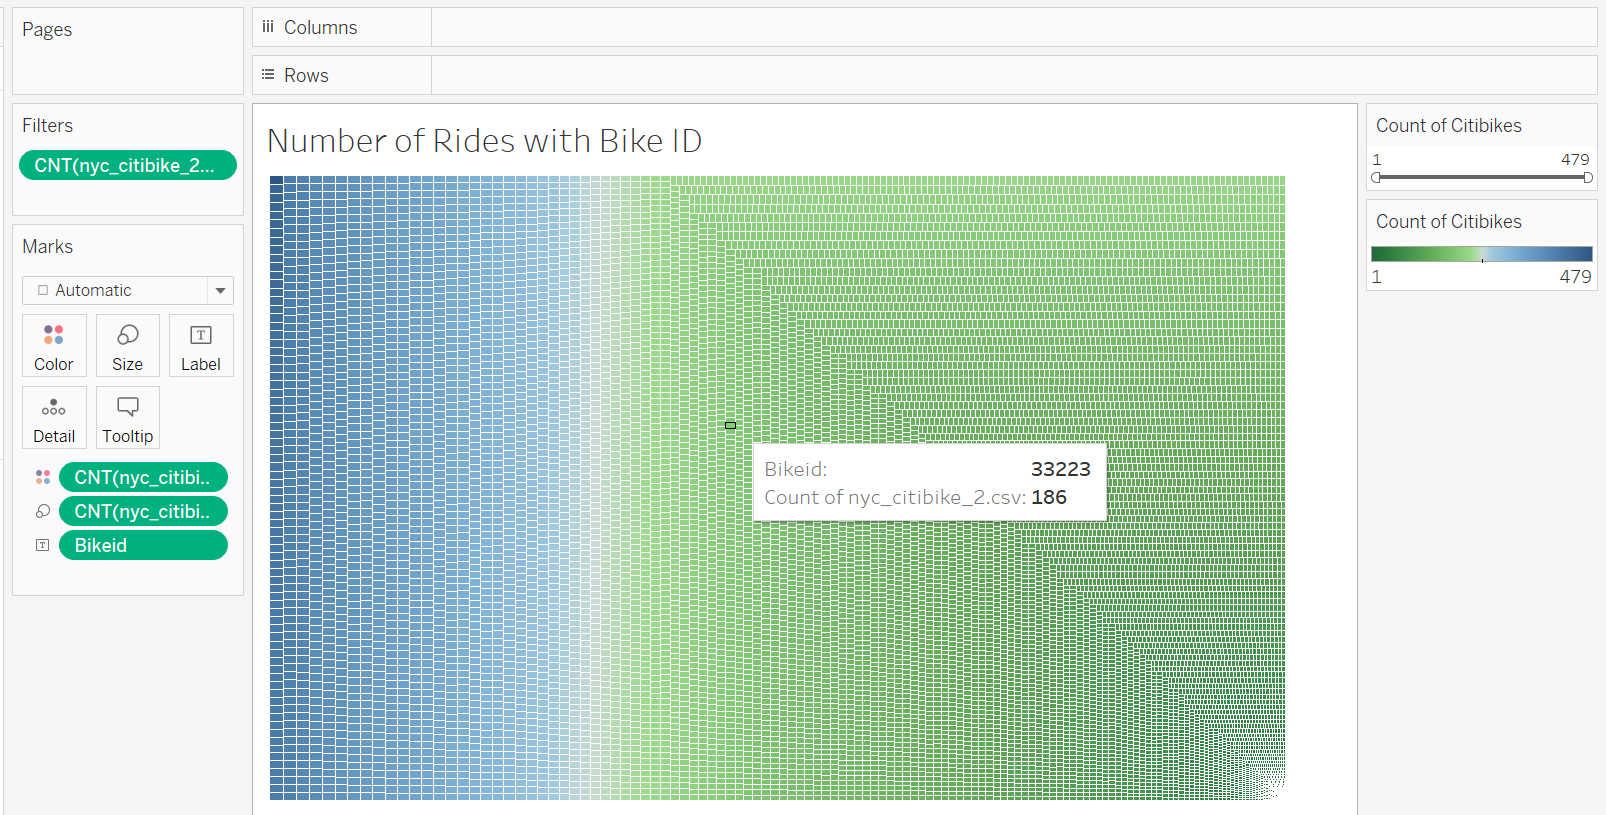 Pages
Columns
Rows
Filters
CNT(nyc_citibike_2...
Marks
Automatic
Color
Size
T
Label
Detail
Tooltip
CNT(nyc_citibi..
CNT(nyc_citibi..
T
Bikeid
Number of Rides with Bike ID
Bikeid: 33223
Count of nyc_citibike_2.csv: 186
Count of Citibikes
1 479
Count of Citibikes
1 479